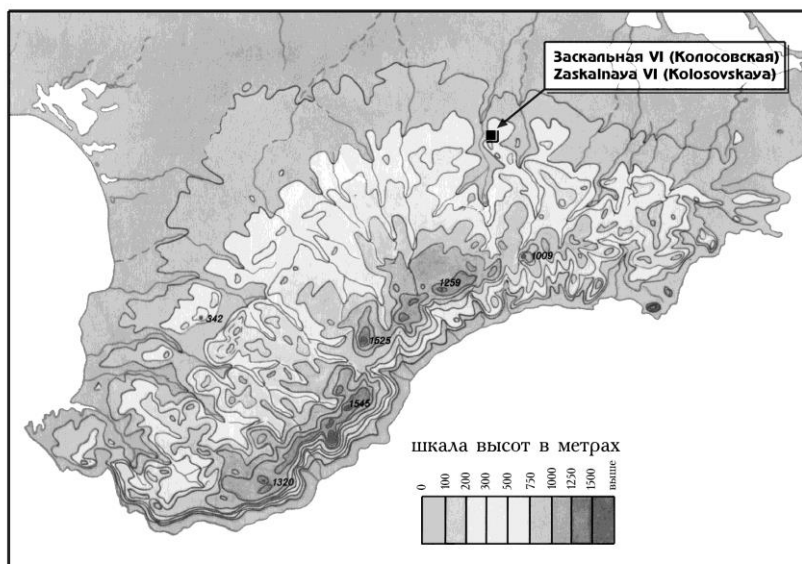 Заскальная VI (Колосовская)
Zaskalnaya VI (Kolosovskaya)
1009
1259
342
1525
1545
1320
шкала высот в метрах
0 100 200 300 500 750 1000 1250 1500 выше